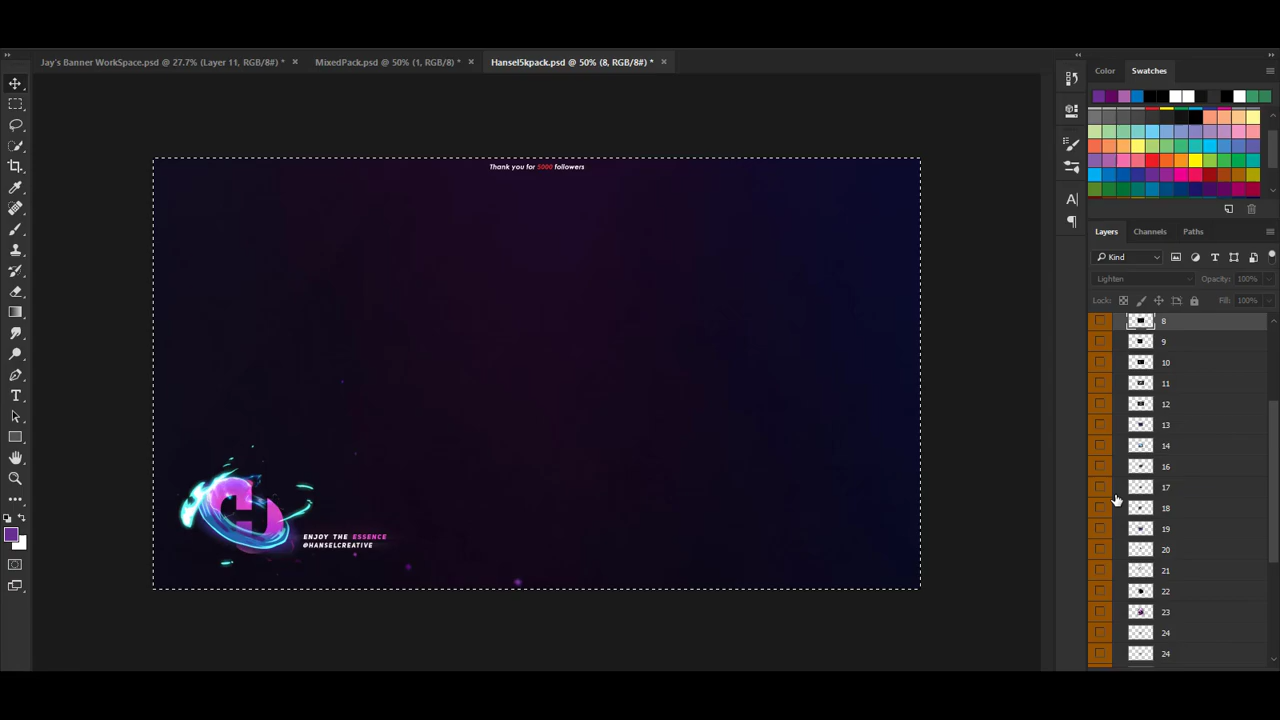 Jay's Banner WorkSpace.psd @ 27.7% (Layer 11, RGB/8#) *
MixedPack.psd @ 50% (1, RGB/8) *
Hansel5kpack.psd @ 50% (8, RGB/8#) *
Color
Swatches
Thank you for 5000 followers
Layers
Channels
Paths
Kind
Lighten
Opacity: 100%
Lock:
Fill: 100%
8
9
10
11
12
13
14
16
17
18
19
20
21
22
23
24
24
H
ENJOY THE ESSENCE
@HANSELCREATIVE